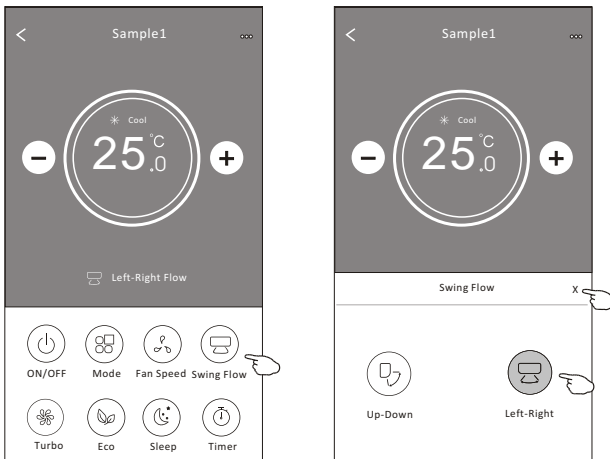 Sample1
Cool
25.0 °C
Left-Right Flow
ON/OFF Mode Fan Speed Swing Flow
Turbo Eco Sleep Timer
Sample1
Cool
25.0 °C
Swing Flow X
Up-Down Left-Right